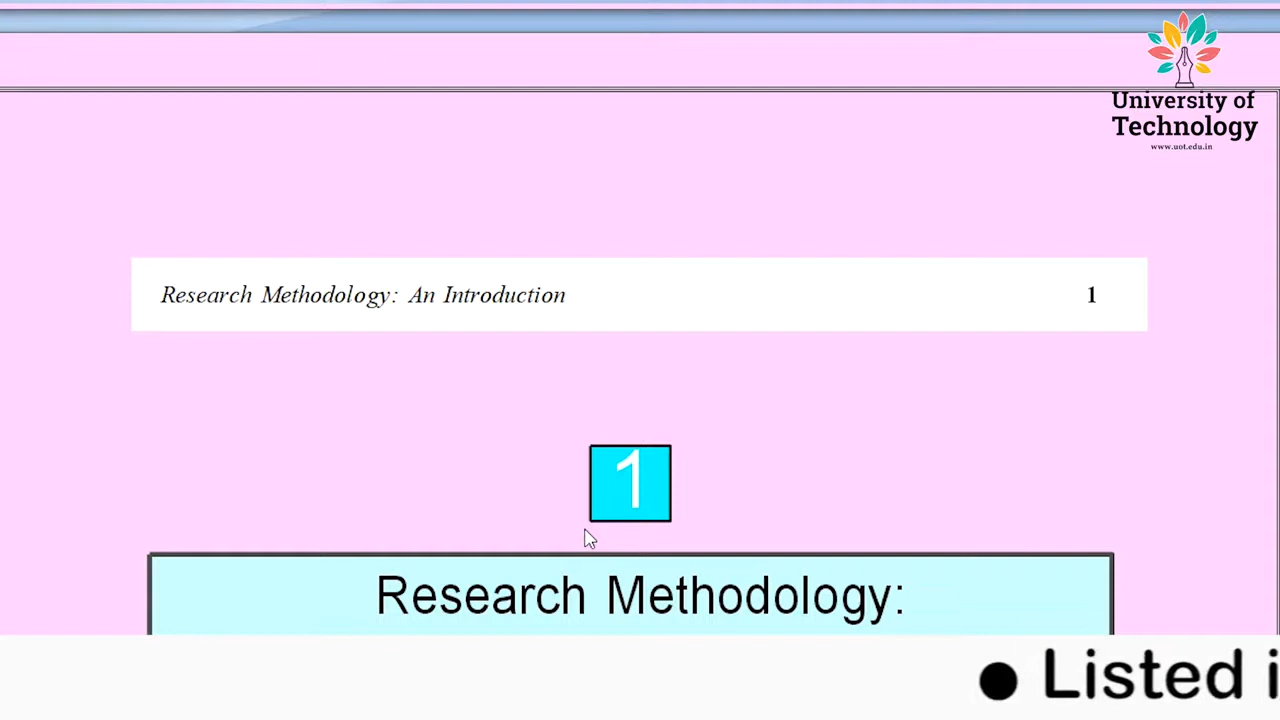 University of
Technology
www.uot.edu.in
Research Methodology: An Introduction 1
1
Research Methodology:
● Listed